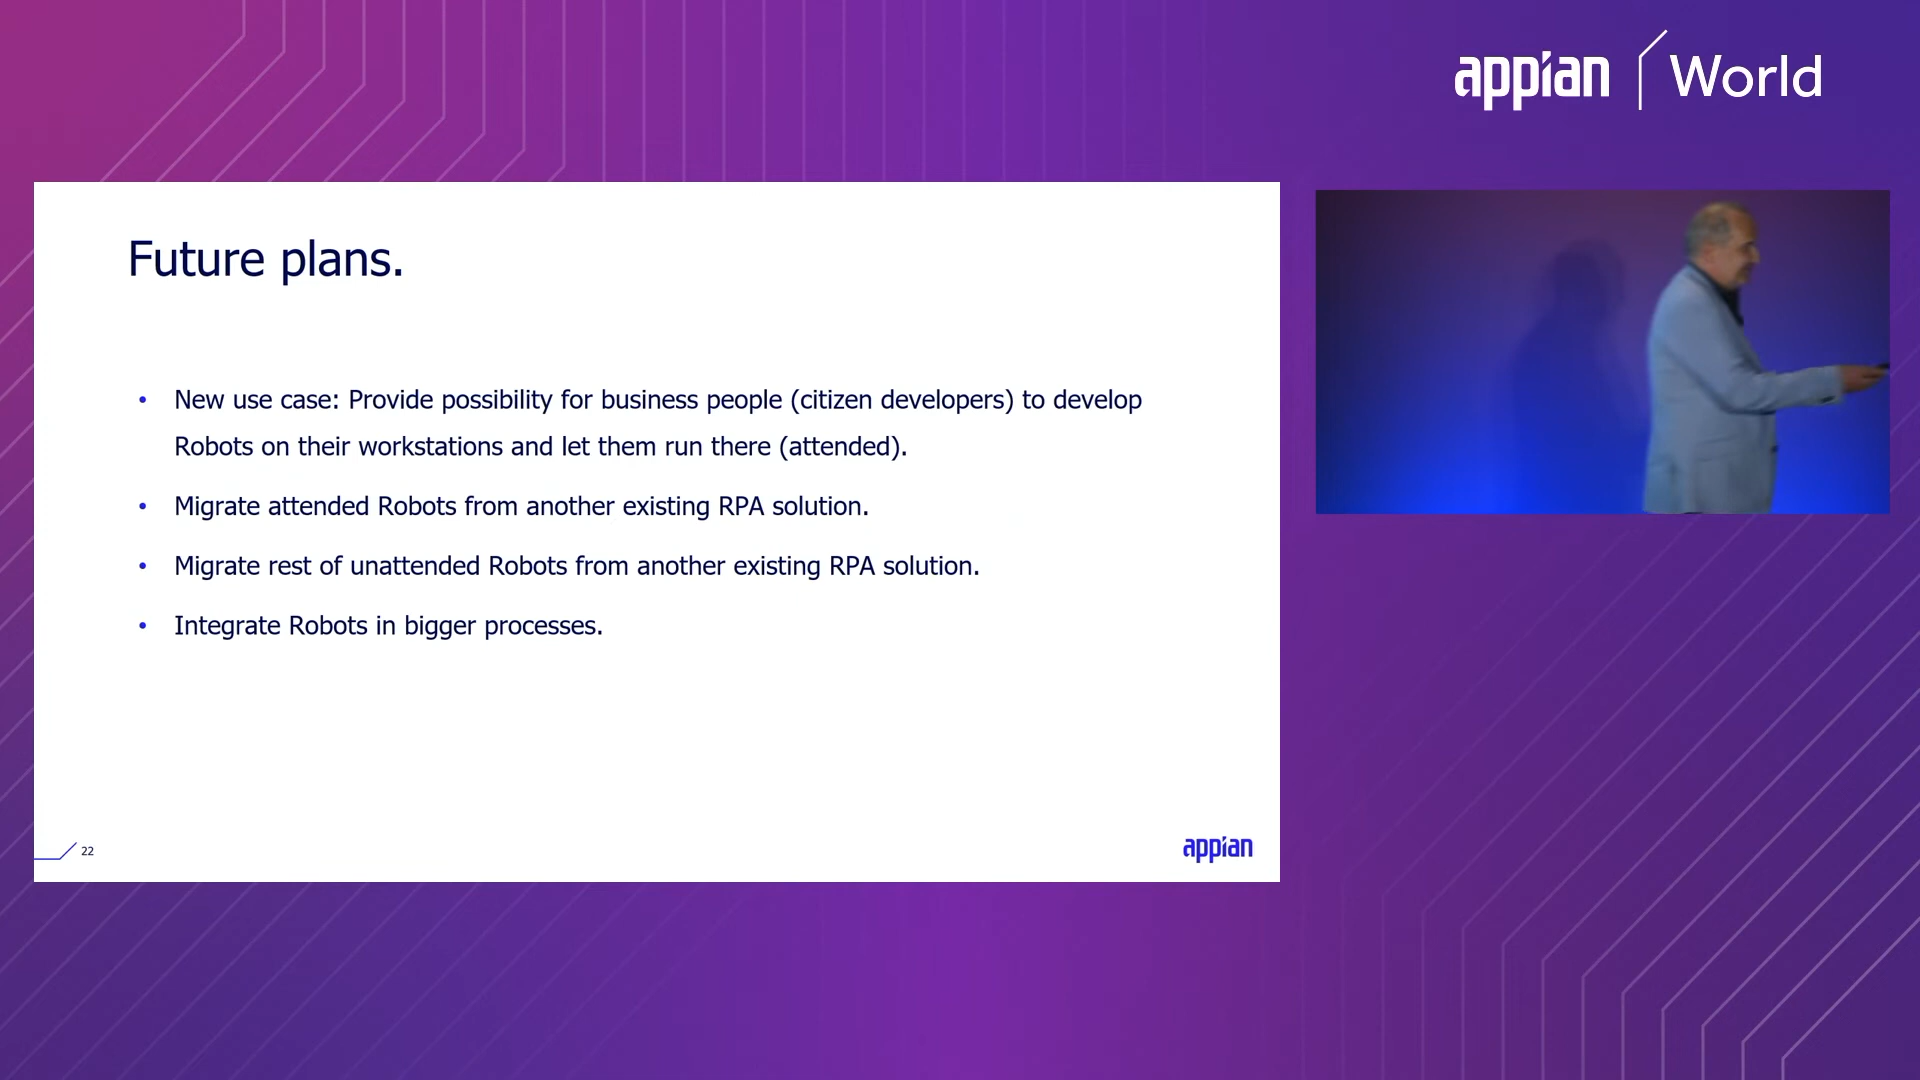 appian World
Future plans.
• New use case: Provide possibility for business people (citizen developers) to develop
Robots on their workstations and let them run there (attended).
• Migrate attended Robots from another existing RPA solution.
• Migrate rest of unattended Robots from another existing RPA solution.
• Integrate Robots in bigger processes.
22
appian